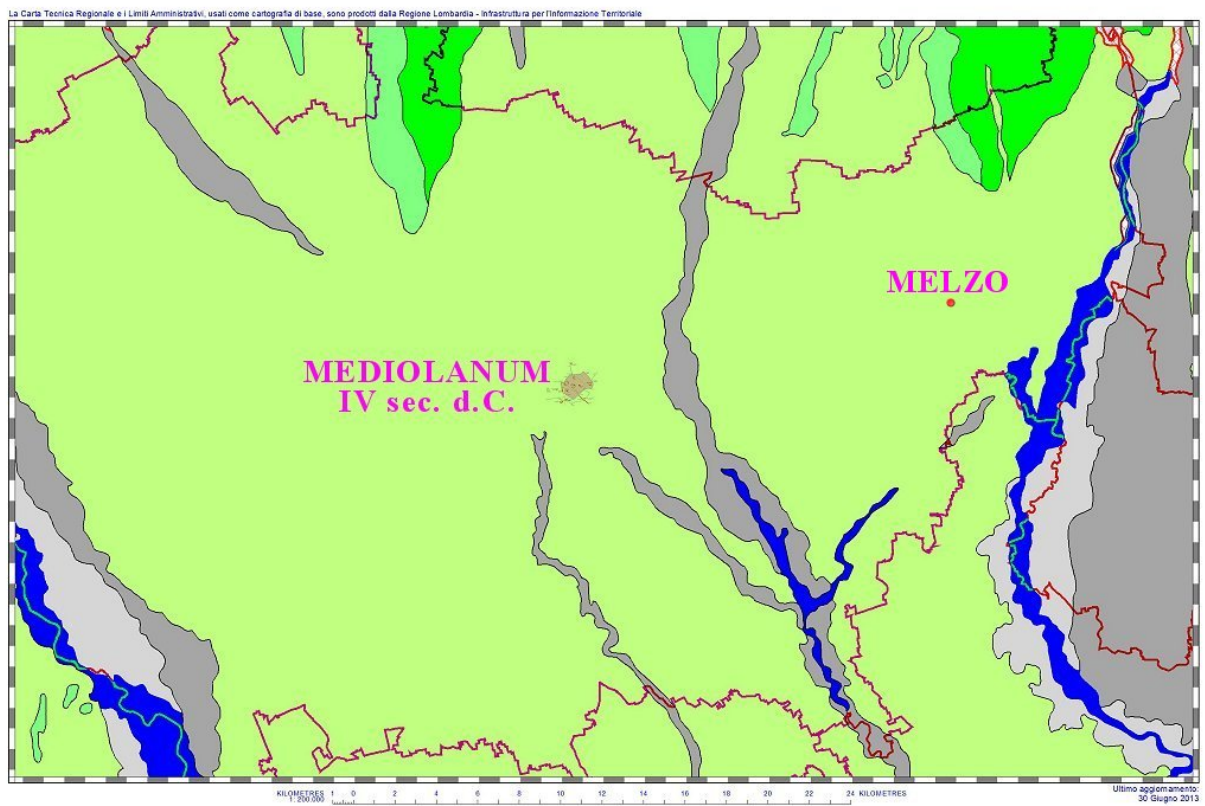 La Carta Tecnica Regionale e i Limiti Amministrativi, usati come cartografia di base, sono prodotti dalla Regione Lombardia - Infrastruttura per l'Informazione Territoriale
MELZO
MEDIOLANUM
IV sec. d.C.
KILOMETRES 1 0 2 4 6 8 10 12 14 16 18 20 22 24 KILOMETRES
1: 200.000
Ultimo aggiornamento:
30 Giugno 2013